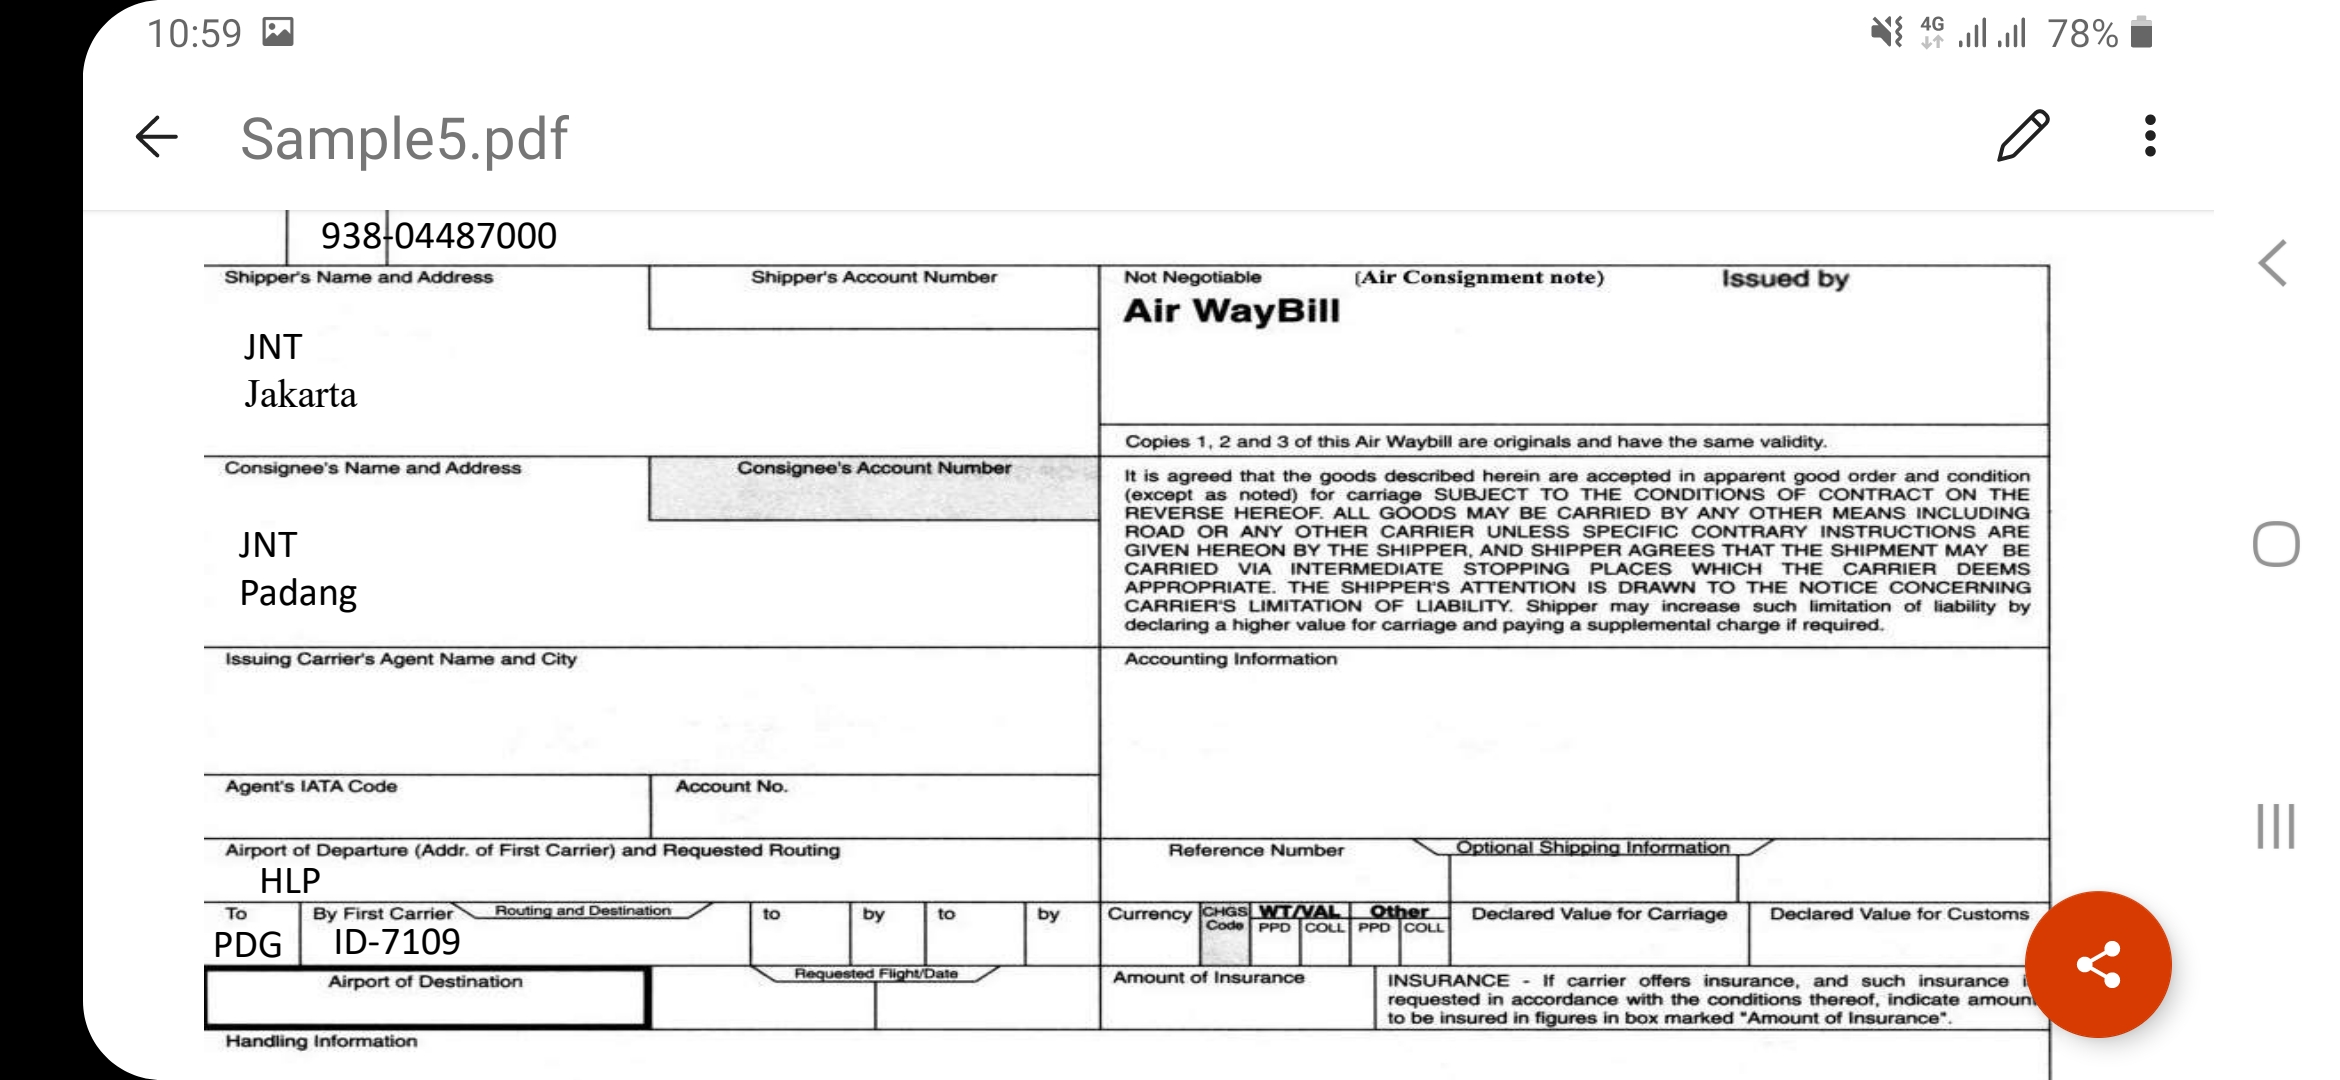 10:59 4G 78%
Sample5.pdf
938-04487000
Shipper's Name and Address
Shipper's Account Number
JNT
Jakarta
Not Negotiable (Air Consignment note) Issued by
Air WayBill
Copies 1, 2 and 3 of this Air Waybill are originals and have the same validity.
Consignee's Name and Address
Consignee's Account Number
JNT
Padang
It is agreed that the goods described herein are accepted in apparent good order and condition
(except as noted) for carriage SUBJECT TO THE CONDITIONS OF CONTRACT ON THE
REVERSE HEREOF. ALL GOODS MAY BE CARRIED BY ANY OTHER MEANS INCLUDING
ROAD OR ANY OTHER CARRIER UNLESS SPECIFIC CONTRARY INSTRUCTIONS ARE
GIVEN HEREON BY THE SHIPPER, AND SHIPPER AGREES THAT THE SHIPMENT MAY BE
CARRIED VIA INTERMEDIATE STOPPING PLACES WHICH THE CARRIER DEEMS
APPROPRIATE. THE SHIPPER'S ATTENTION IS DRAWN TO THE NOTICE CONCERNING
CARRIER'S LIMITATION OF LIABILITY. Shipper may increase such limitation of liability by
declaring a higher value for carriage and paying a supplemental charge if required.
Issuing Carrier's Agent Name and City
Accounting Information
Agent's IATA Code
Account No.
Airport of Departure (Addr. of First Carrier) and Requested Routing
HLP
Reference Number
Optional Shipping Information
To
PDG
By First Carrier
Routing and Destination
ID-7109
to
by
to
by
Currency
CHGS
Code
WT/VAL
PPD COLL
Other
PPD COLL
Declared Value for Carriage
Declared Value for Customs
Airport of Destination
Requested Flight/Date
Amount of Insurance
INSURANCE - If carrier offers insurance, and such insurance
requested in accordance with the conditions thereof, indicate amoun
to be insured in figures in box marked "Amount of Insurance".
Handling Information